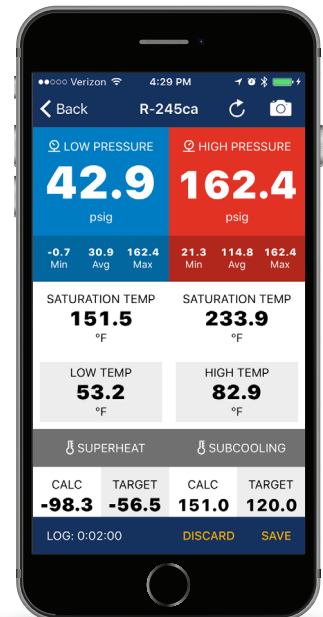 ●●○○○ Verizon 4:29 PM
Back R-245ca
LOW PRESSURE HIGH PRESSURE
42.9 162.4
psig psig
-0.7 30.9 162.4 21.3 114.8 162.4
Min Avg Max Min Avg Max
SATURATION TEMP SATURATION TEMP
151.5 233.9
°F °F
LOW TEMP HIGH TEMP
53.2 82.9
°F °F
SUPERHEAT SUBCOOLING
CALC TARGET CALC TARGET
-98.3 -56.5 151.0 120.0
LOG: 0:02:00 DISCARD SAVE